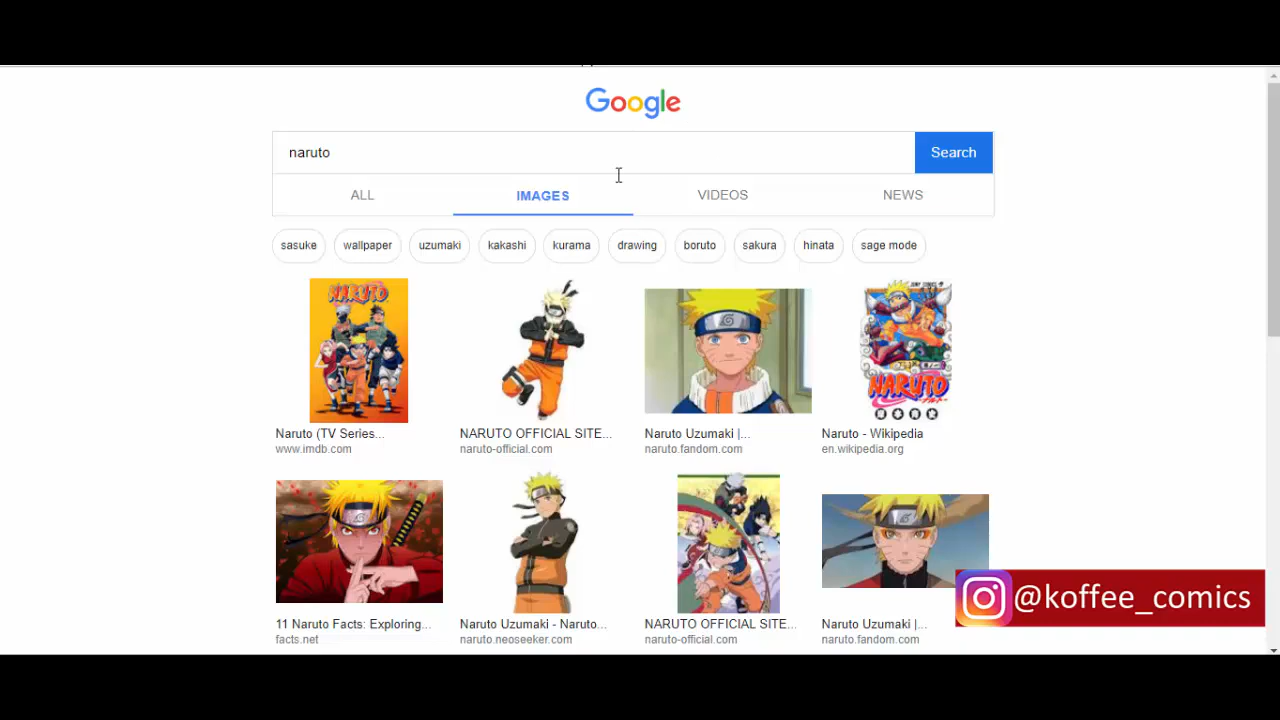 Google
naruto
Search
ALL IMAGES VIDEOS NEWS
sasuke wallpaper uzumaki kakashi kurama drawing boruto sakura hinata sage mode
NARUTO
NARUTO
Naruto (TV Series... NARUTO OFFICIAL SITE... Naruto Uzumaki |... Naruto - Wikipedia
www.imdb.com naruto-official.com naruto.fandom.com en.wikipedia.org
11 Naruto Facts: Exploring... Naruto Uzumaki - Naruto... NARUTO OFFICIAL SITE... Naruto Uzumaki |...
facts.net naruto.neoseeker.com naruto-official.com naruto.fandom.com
@koffee_comics